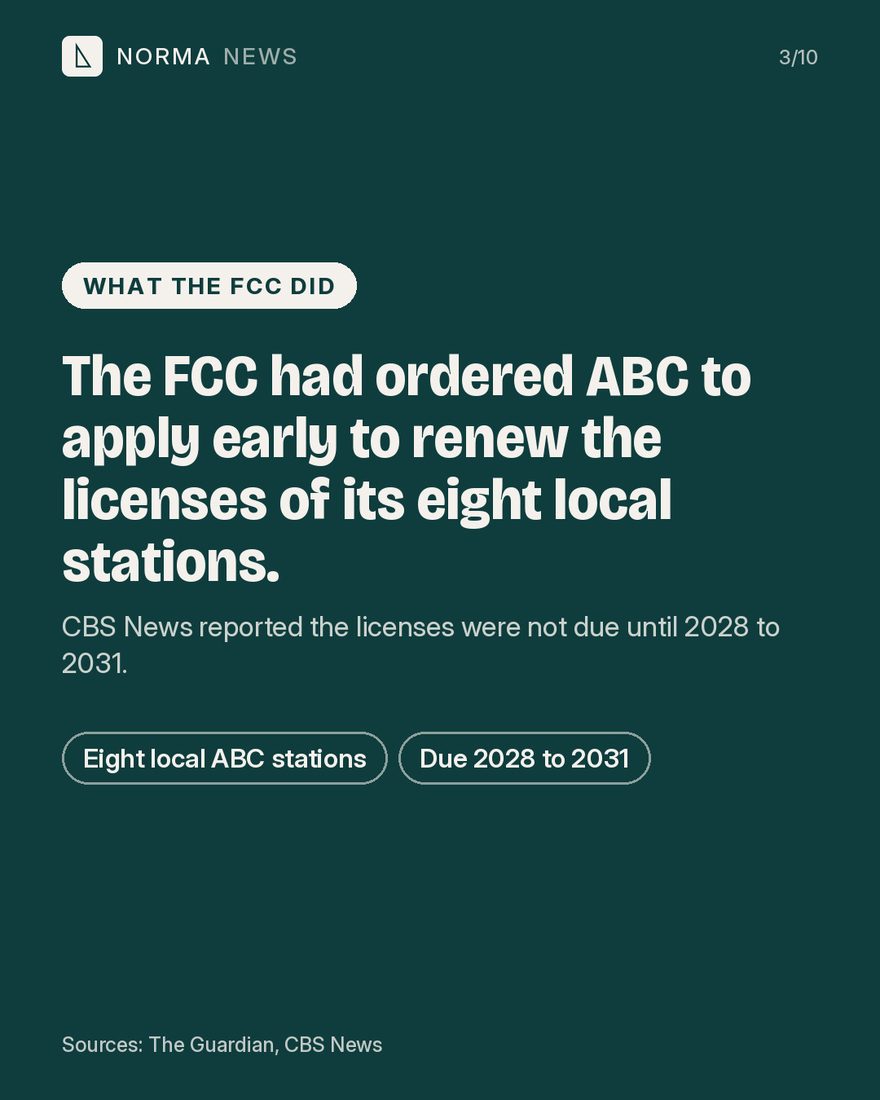 NORMA NEWS
3/10
WHAT THE FCC DID
The FCC had ordered ABC to
apply early to renew the
licenses of its eight local
stations.
CBS News reported the licenses were not due until 2028 to
2031.
Eight local ABC stations
Due 2028 to 2031
Sources: The Guardian, CBS News